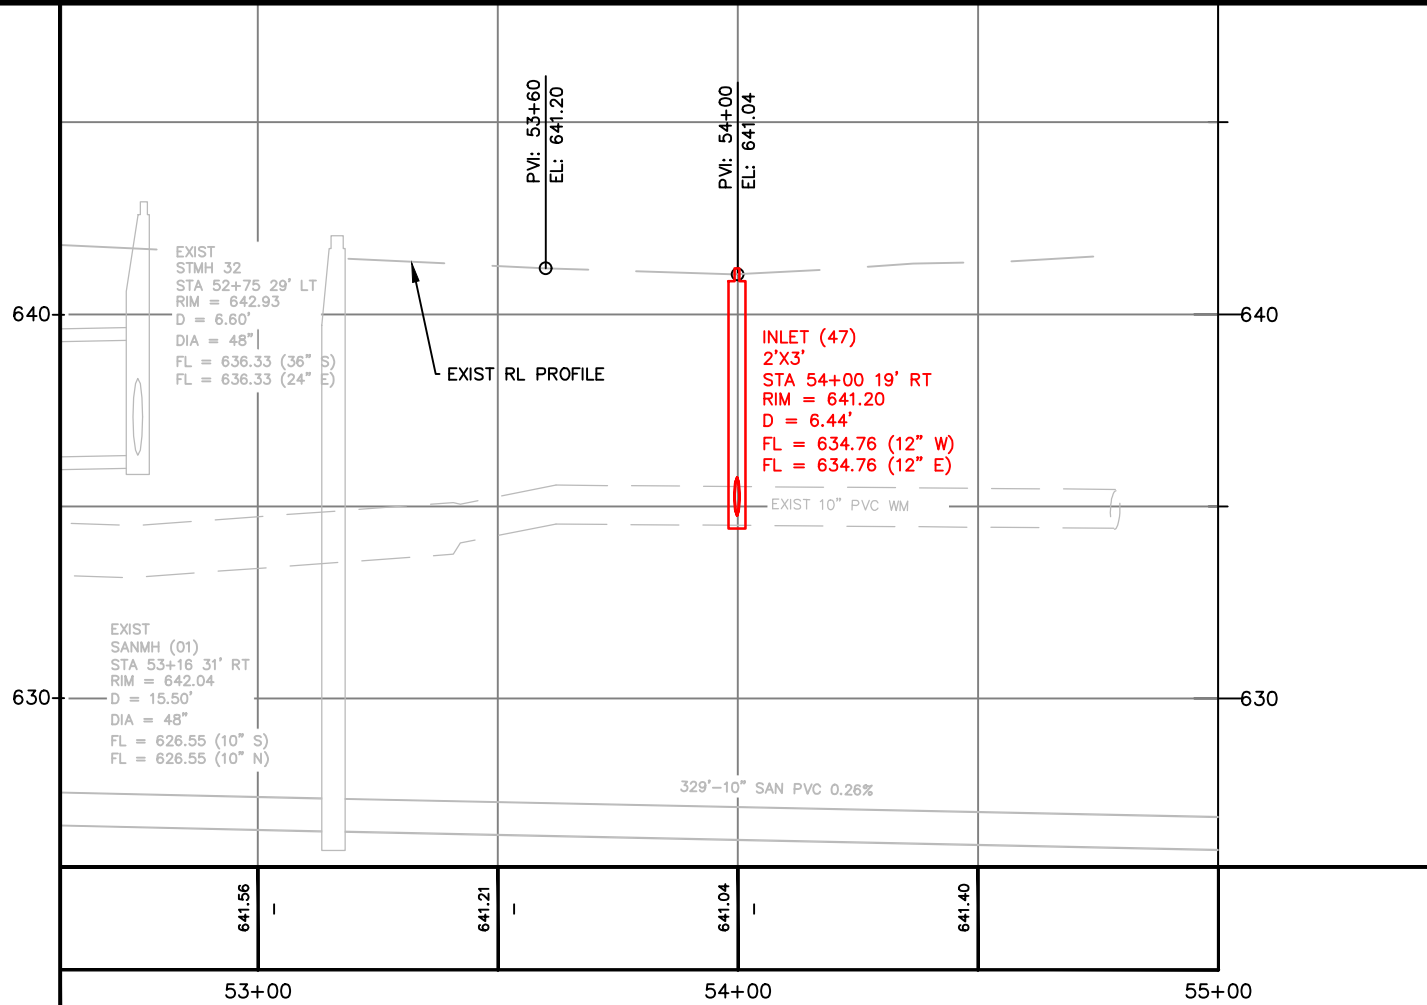 PVI: 53+60
EL: 641.20
PVI: 54+00
EL: 641.04
EXIST
STMH 32
STA 52+75 29' LT
RIM = 642.93
D = 6.60'
DIA = 48"
FL = 636.33 (36" S)
FL = 636.33 (24" E)
640
640
EXIST RL PROFILE
INLET (47)
2'X3'
STA 54+00 19' RT
RIM = 641.20
D = 6.44'
FL = 634.76 (12" W)
FL = 634.76 (12" E)
EXIST 10" PVC WM
EXIST
SANMH (01)
STA 53+16 31' RT
RIM = 642.04
D = 15.50'
DIA = 48"
FL = 626.55 (10" S)
FL = 626.55 (10" N)
630
630
329'-10" SAN PVC 0.26%
641.56
-
641.21
-
641.04
-
641.40
53+00
54+00
55+00